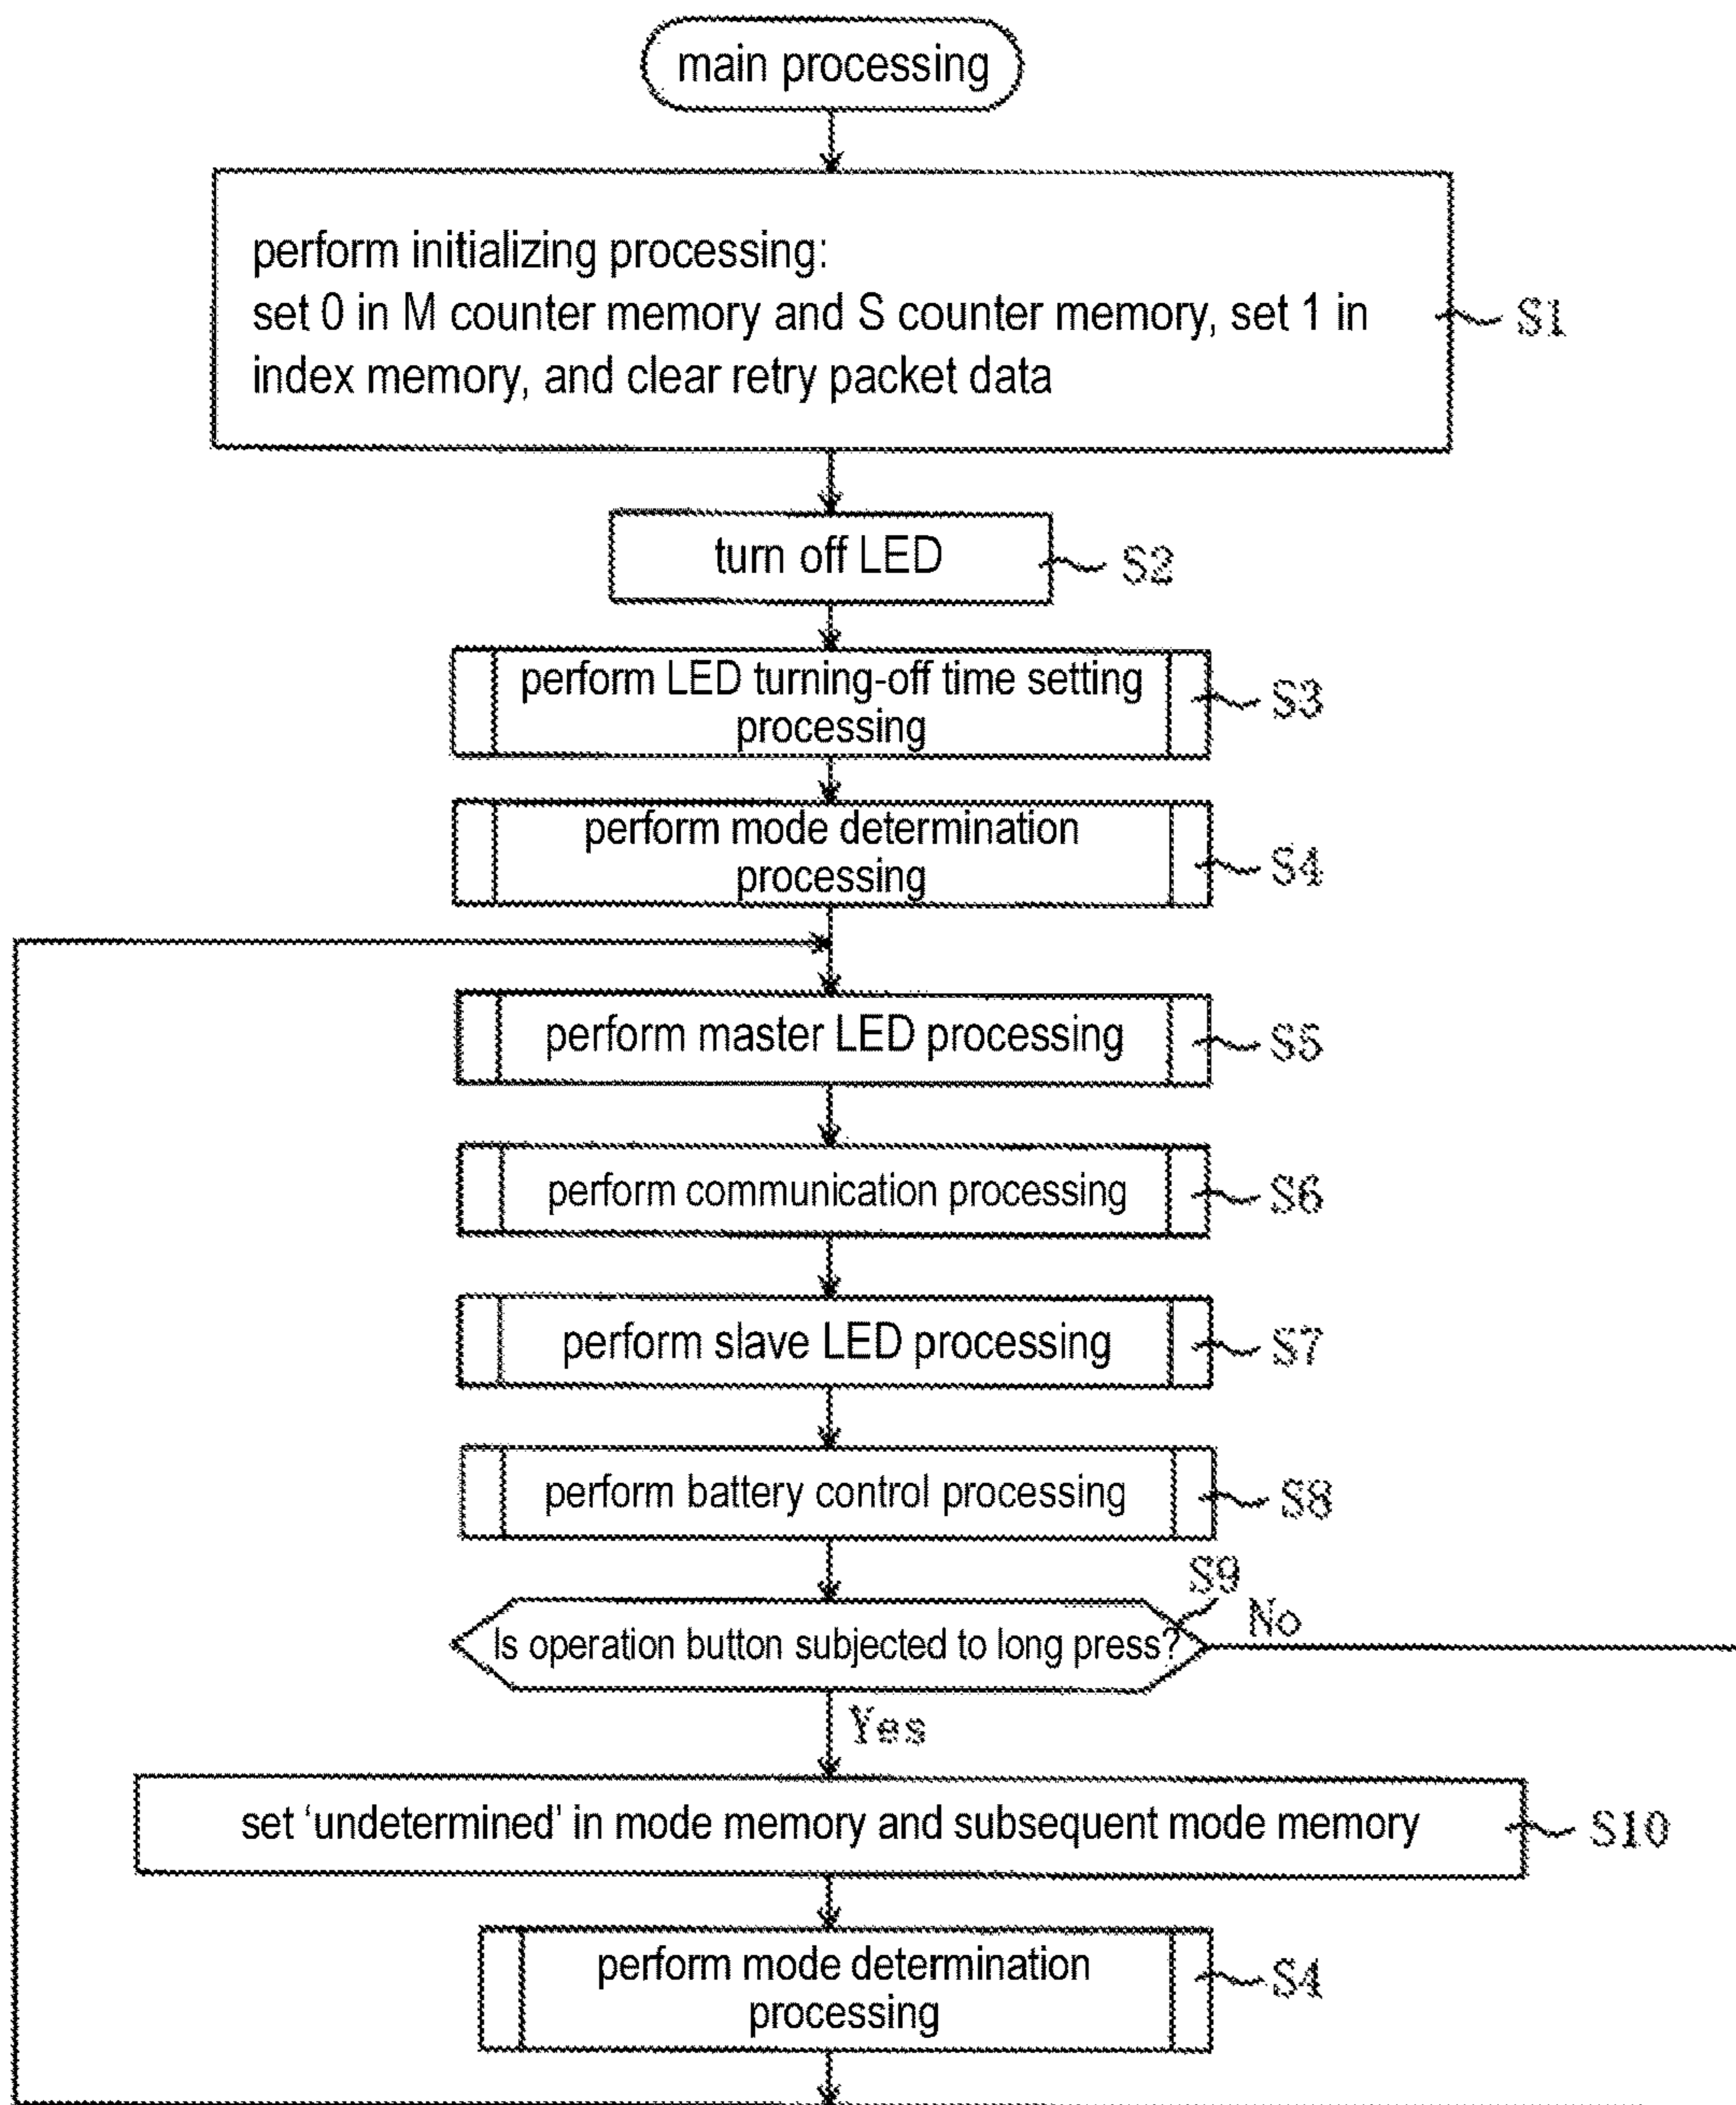 main processing
perform initializing processing:
set 0 in M counter memory and S counter memory, set 1 in
index memory, and clear retry packet data
S1
turn off LED
S2
perform LED turning-off time setting
processing
S3
perform mode determination
processing
S4
perform master LED processing
S5
perform communication processing
S6
perform slave LED processing
S7
perform battery control processing
S8
S9
Is operation button subjected to long press?
No
Yes
set ‘undetermined’ in mode memory and subsequent mode memory
S10
perform mode determination
processing
S4